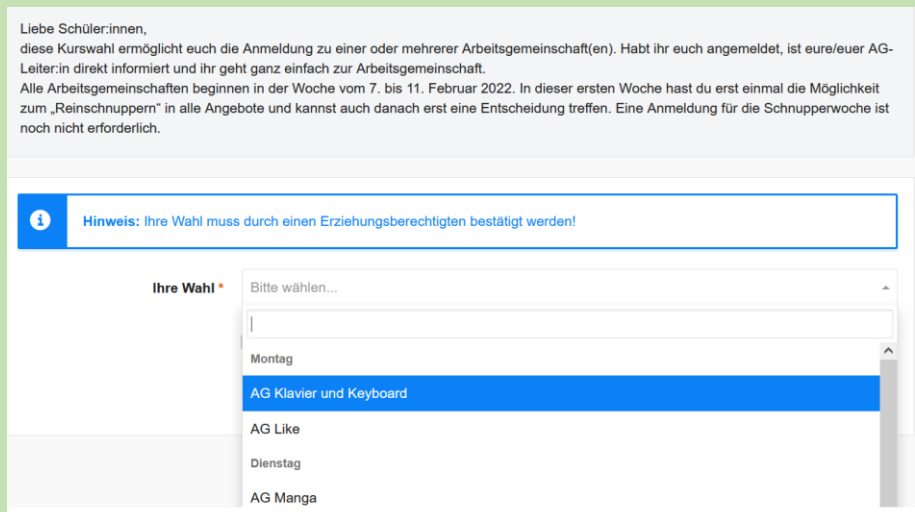 Liebe Schüler:innen,
diese Kurswahl ermöglicht euch die Anmeldung zu einer oder mehrerer Arbeitsgemeinschaft(en). Habt ihr euch angemeldet, ist eure/euer AG-
Leiter:in direkt informiert und ihr geht ganz einfach zur Arbeitsgemeinschaft.
Alle Arbeitsgemeinschaften beginnen in der Woche vom 7. bis 11. Februar 2022. In dieser ersten Woche hast du erst einmal die Möglichkeit
zum „Reinschnuppern“ in alle Angebote und kannst auch danach erst eine Entscheidung treffen. Eine Anmeldung für die Schnupperwoche ist
noch nicht erforderlich.
Hinweis: Ihre Wahl muss durch einen Erziehungsberechtigten bestätigt werden!
Ihre Wahl * Bitte wählen...
Montag
AG Klavier und Keyboard
AG Like
Dienstag
AG Manga